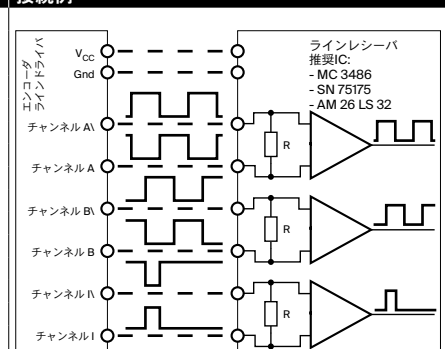 接続例
エンコーダ
ラインドライバ
VCC
Gnd
チャンネル A\
チャンネル A
チャンネル B\
チャンネル B
チャンネル I\
チャンネル I
ラインレシーバ
推奨IC:
- MC 3486
- SN 75175
- AM 26 LS 32
R
R
R